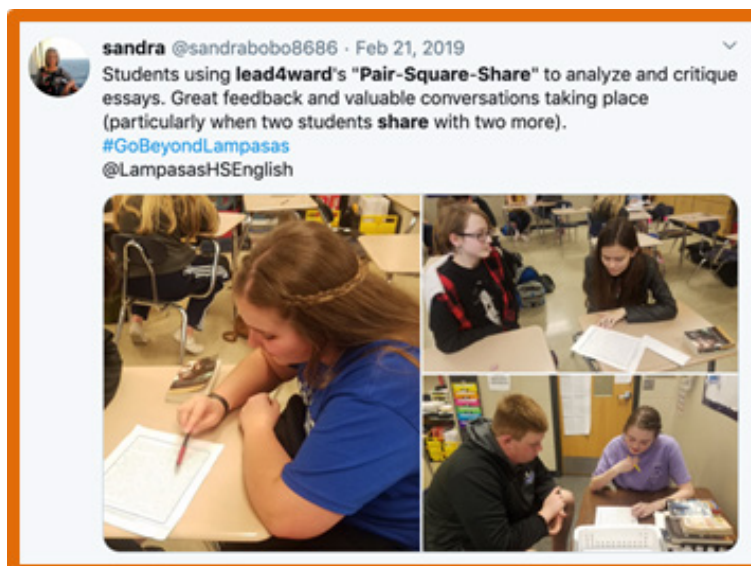 sandra @sandrabobo8686 · Feb 21, 2019
Students using lead4ward's "Pair-Square-Share" to analyze and critique
essays. Great feedback and valuable conversations taking place
(particularly when two students share with two more).
#GoBeyondLampasas
@LampasasHSEnglish